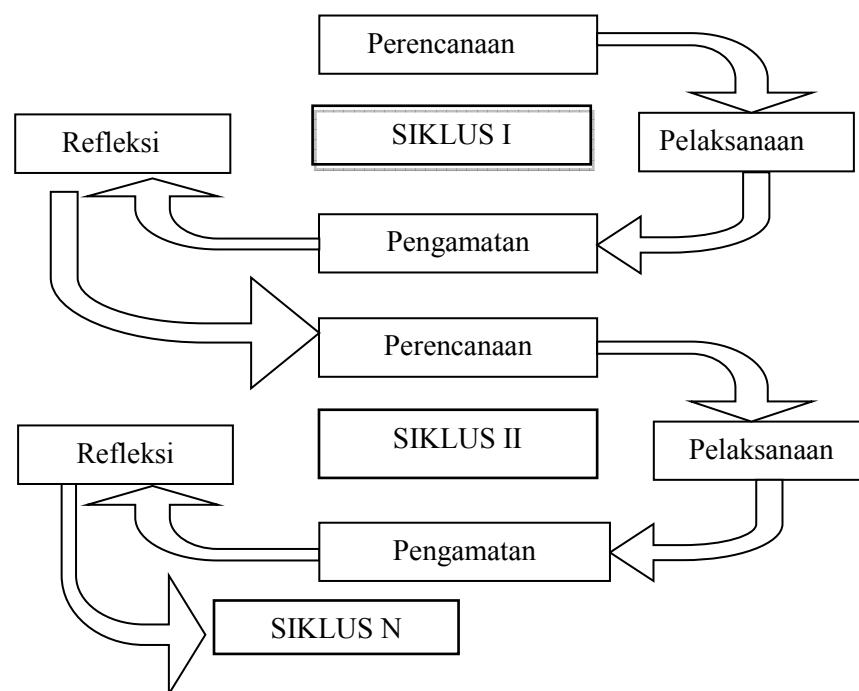 Perencanaan
Refleksi
SIKLUS I
Pelaksanaan
Pengamatan
Perencanaan
Refleksi
SIKLUS II
Pelaksanaan
Pengamatan
SIKLUS N